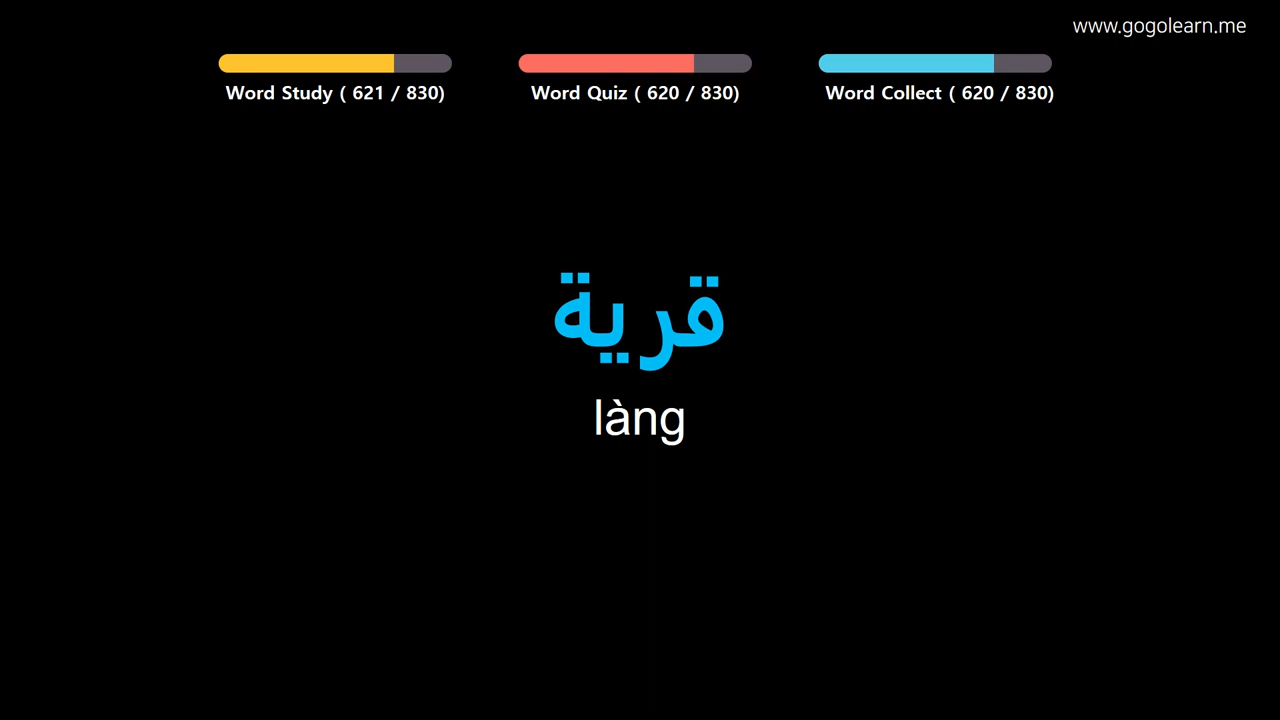 www.gogolearn.me
Word Study ( 621 / 830)
Word Quiz ( 620 / 830)
Word Collect ( 620 / 830)
قرية
làng